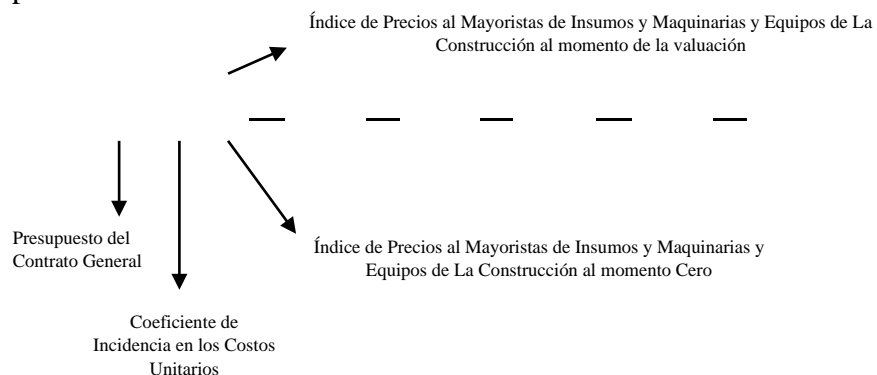 Índice de Precios al Mayoristas de Insumos y Maquinarias y Equipos de La
Construcción al momento de la valuación
Presupuesto del
Contrato General
Índice de Precios al Mayoristas de Insumos y Maquinarias y
Equipos de La Construcción al momento Cero
Coeficiente de
Incidencia en los Costos
Unitarios